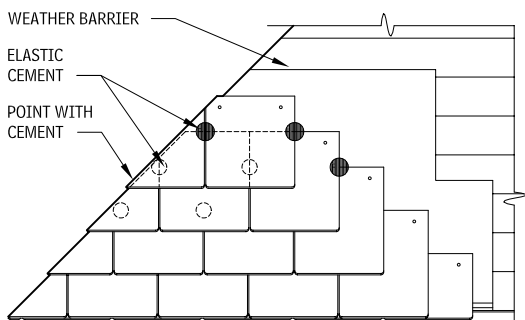 WEATHER BARRIER
ELASTIC
CEMENT
POINT WITH
CEMENT